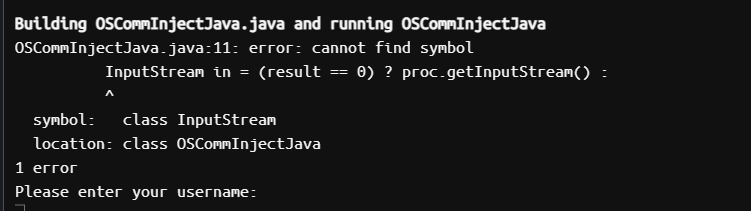 Building OSCommInjectJava.java and running OSCommInjectJava
OSCommInjectJava.java:11: error: cannot find symbol
InputStream in = (result == 0) ? proc.getInputStream() :
^
symbol:   class InputStream
location: class OSCommInjectJava
1 error
Please enter your username: